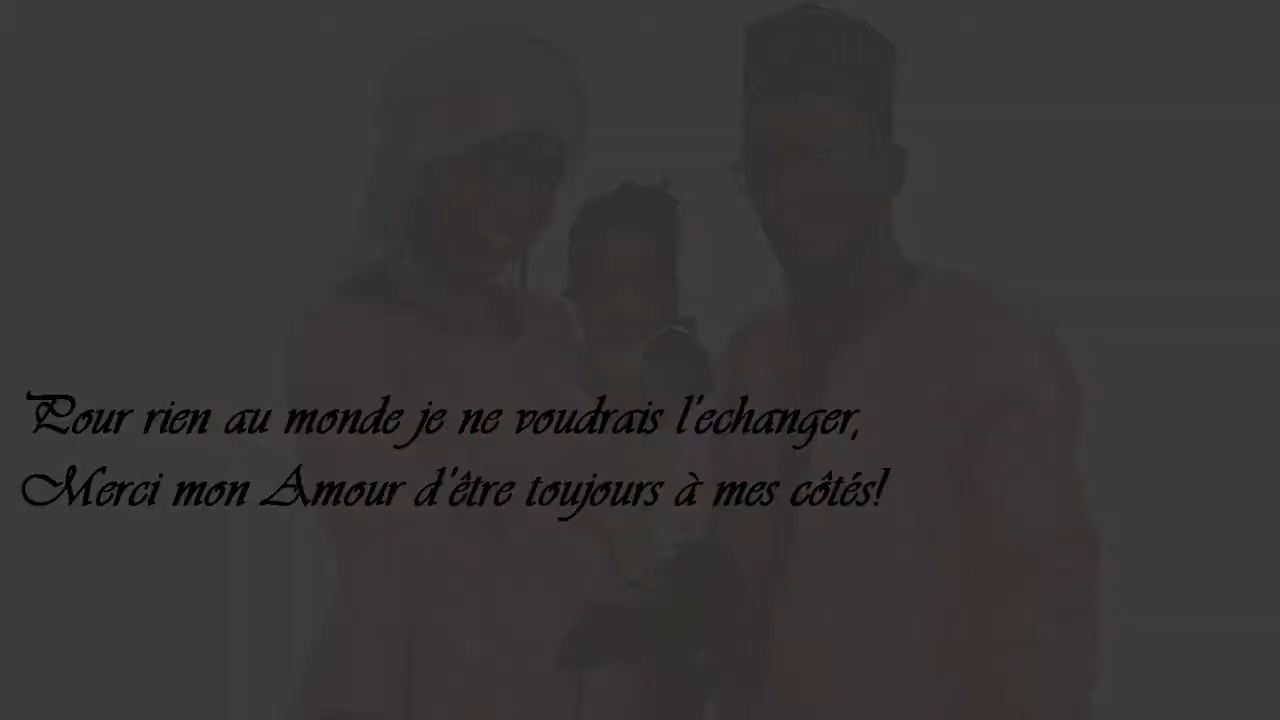 Pour rien au monde je ne voudrais l'echanger,
Merci mon Amour d'être toujours à mes côtés!